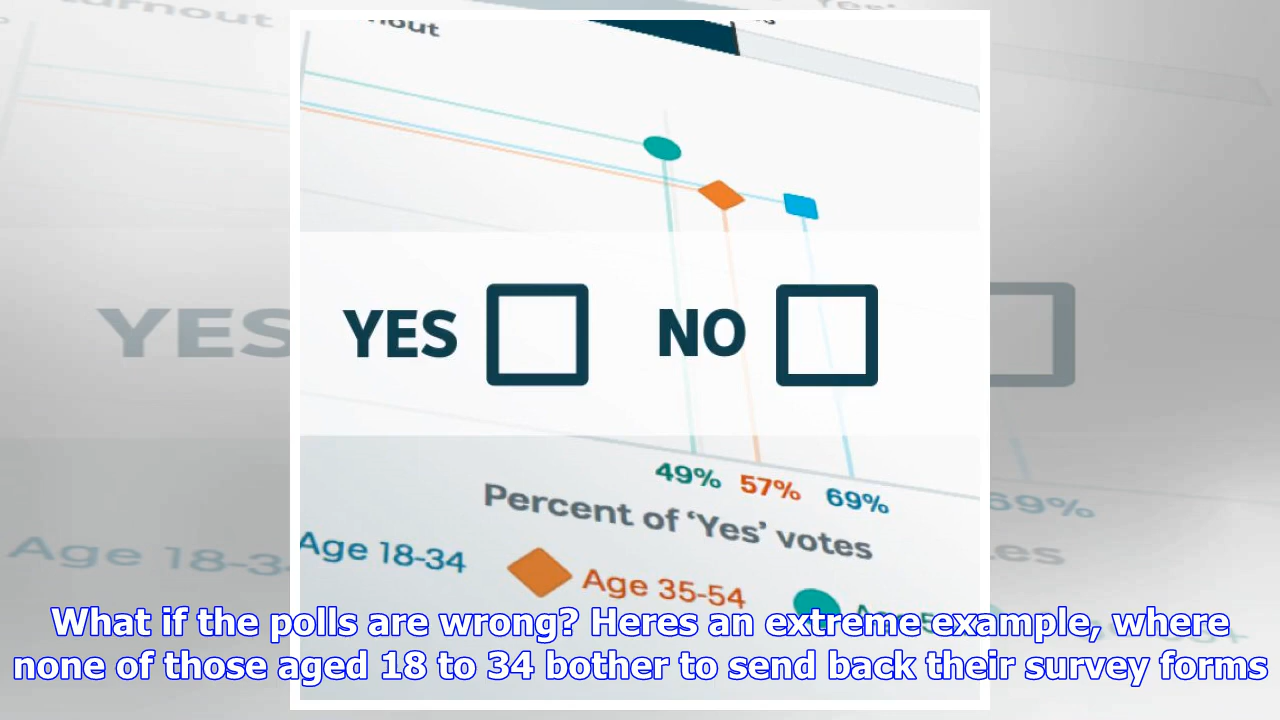 YES
NO
49% 57% 69%
Percent of ‘Yes’ votes
Age 18-34
Age 35-54
What if the polls are wrong? Heres an extreme example, where
none of those aged 18 to 34 bother to send back their survey forms